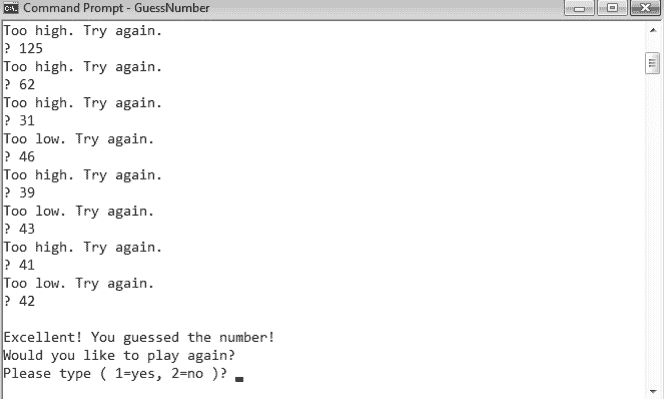 Command Prompt - GuessNumber
Too high. Try again.
? 125
Too high. Try again.
? 62
Too high. Try again.
? 31
Too low. Try again.
? 46
Too high. Try again.
? 39
Too low. Try again.
? 43
Too high. Try again.
? 41
Too low. Try again.
? 42
Excellent! You guessed the number!
Would you like to play again?
Please type ( 1=yes, 2=no )?